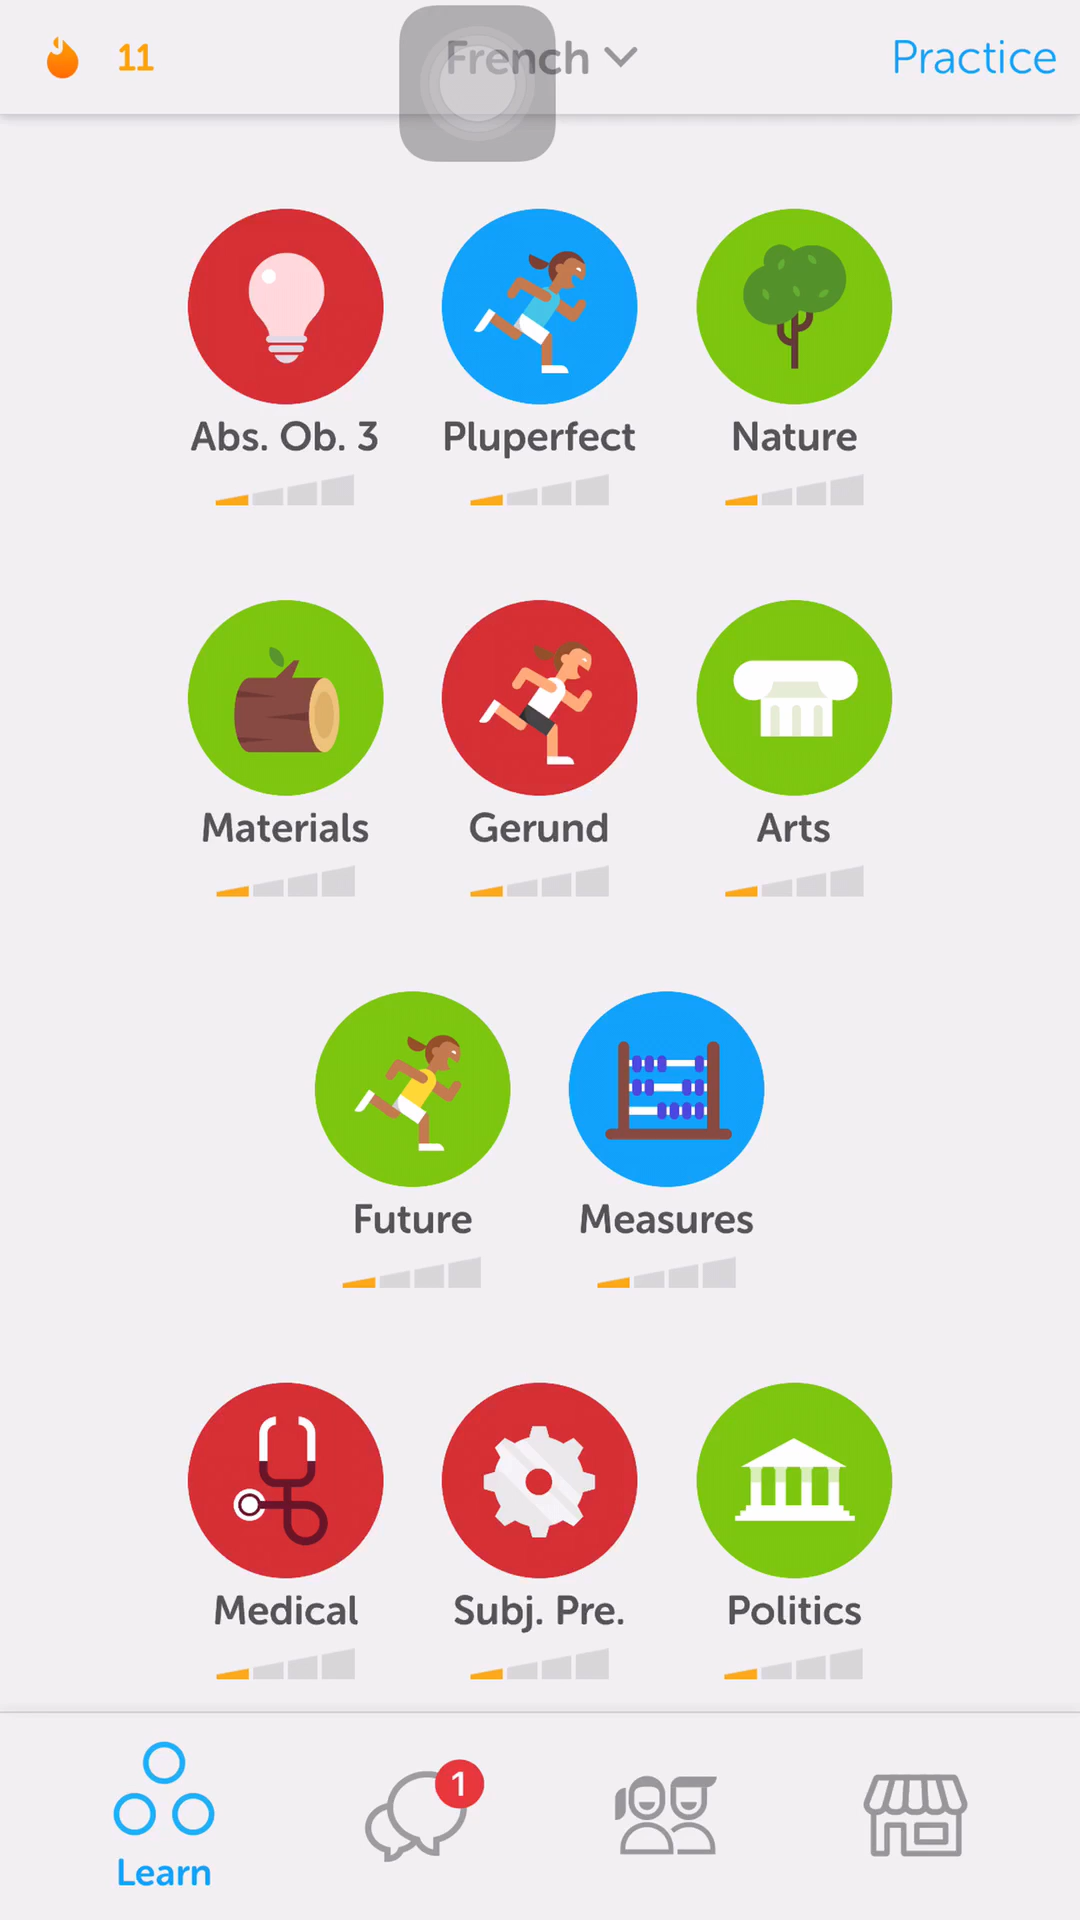 11 French Practice
Abs. Ob. 3 Pluperfect Nature
Materials Gerund Arts
Future Measures
Medical Subj. Pre. Politics
1
Learn